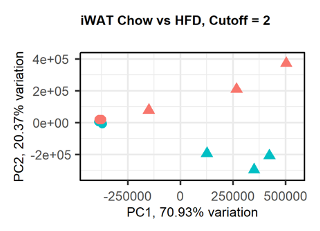 iWAT Chow vs HFD, Cutoff = 2
PC2, 20.37% variation
4e+05
2e+05
0e+00
-2e+05
-250000 0 250000 500000
PC1, 70.93% variation